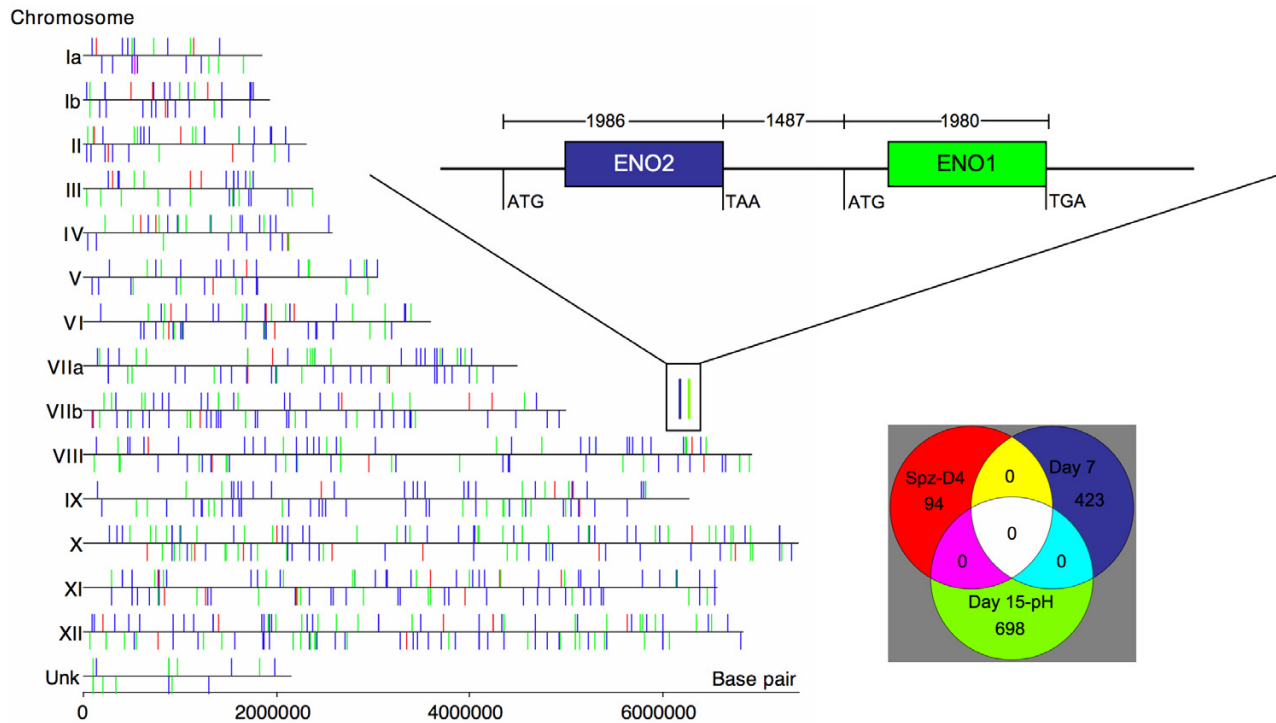 Chromosome
Ia
Ib
II
III
IV
V
VI
VIIa
VIIb
VIII
IX
X
XI
XII
Unk
Base pair
0 2000000 4000000 6000000
1986 1487 1980
ENO2 ENO1
ATG TAA ATG TGA
Spz-D4
94
Day 7
423
0
0
0
0
Day 15-pH
698